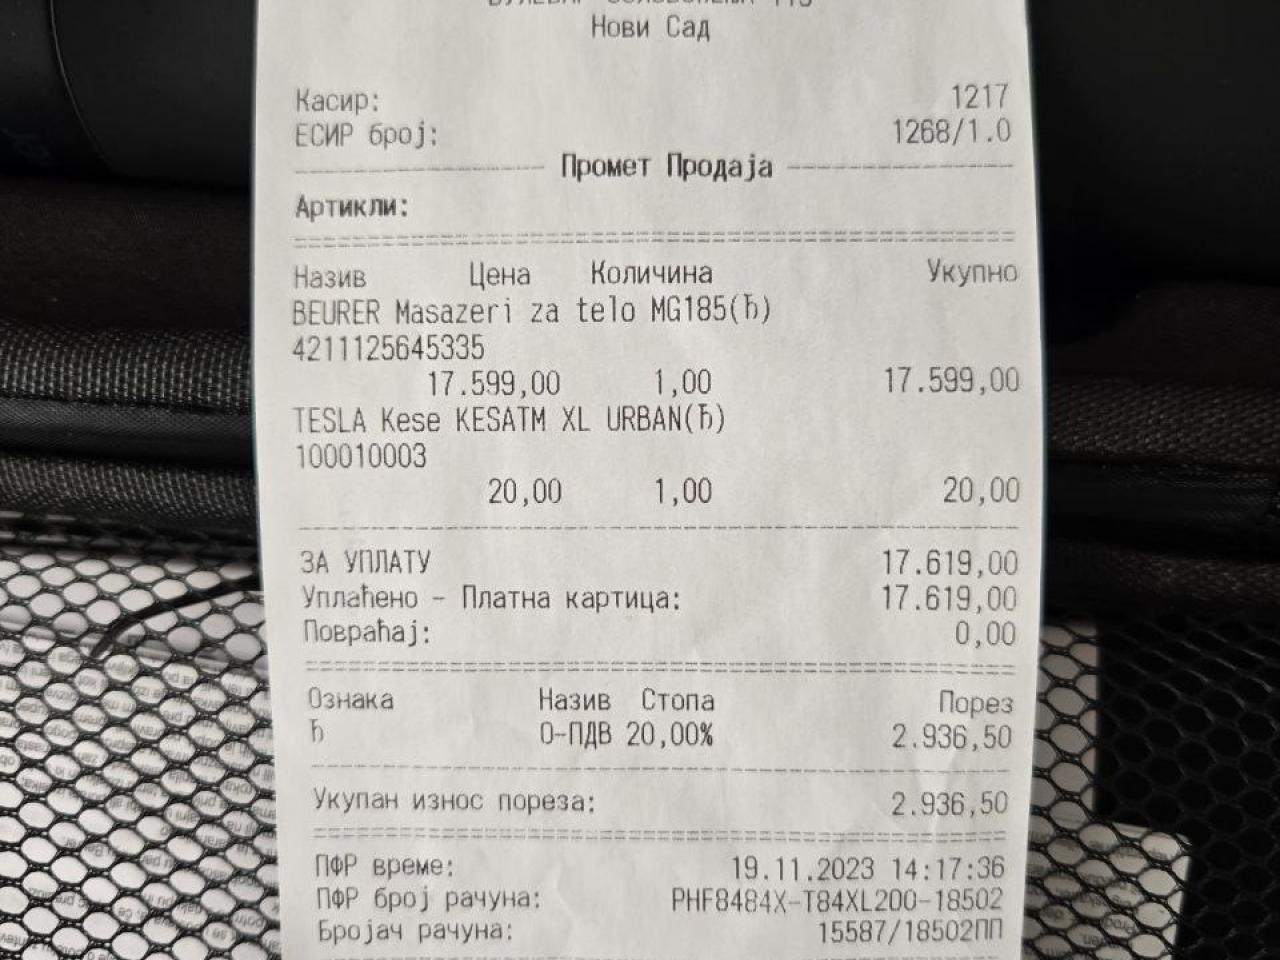 Нови Сад
Касир: 1217
ЕСИР број: 1268/1.0
Промет Продаја
Артикли:
Назив Цена Количина Укупно
BEURER Masazeri za telo MG185(Ђ)
4211125645335
17.599,00 1,00 17.599,00
TESLA Kese KESATM XL URBAN(Ђ)
100010003
20,00 1,00 20,00
ЗА УПЛАТУ 17.619,00
Уплаћено - Платна картица: 17.619,00
Повраћај: 0,00
Ознака Назив Стопа Порез
Ђ О-ПДВ 20,00% 2.936,50
Укупан износ пореза: 2.936,50
ПФР време: 19.11.2023 14:17:36
ПФР број рачуна: PHF8484X-T84XL200-18502
Бројач рачуна: 15587/18502ПП